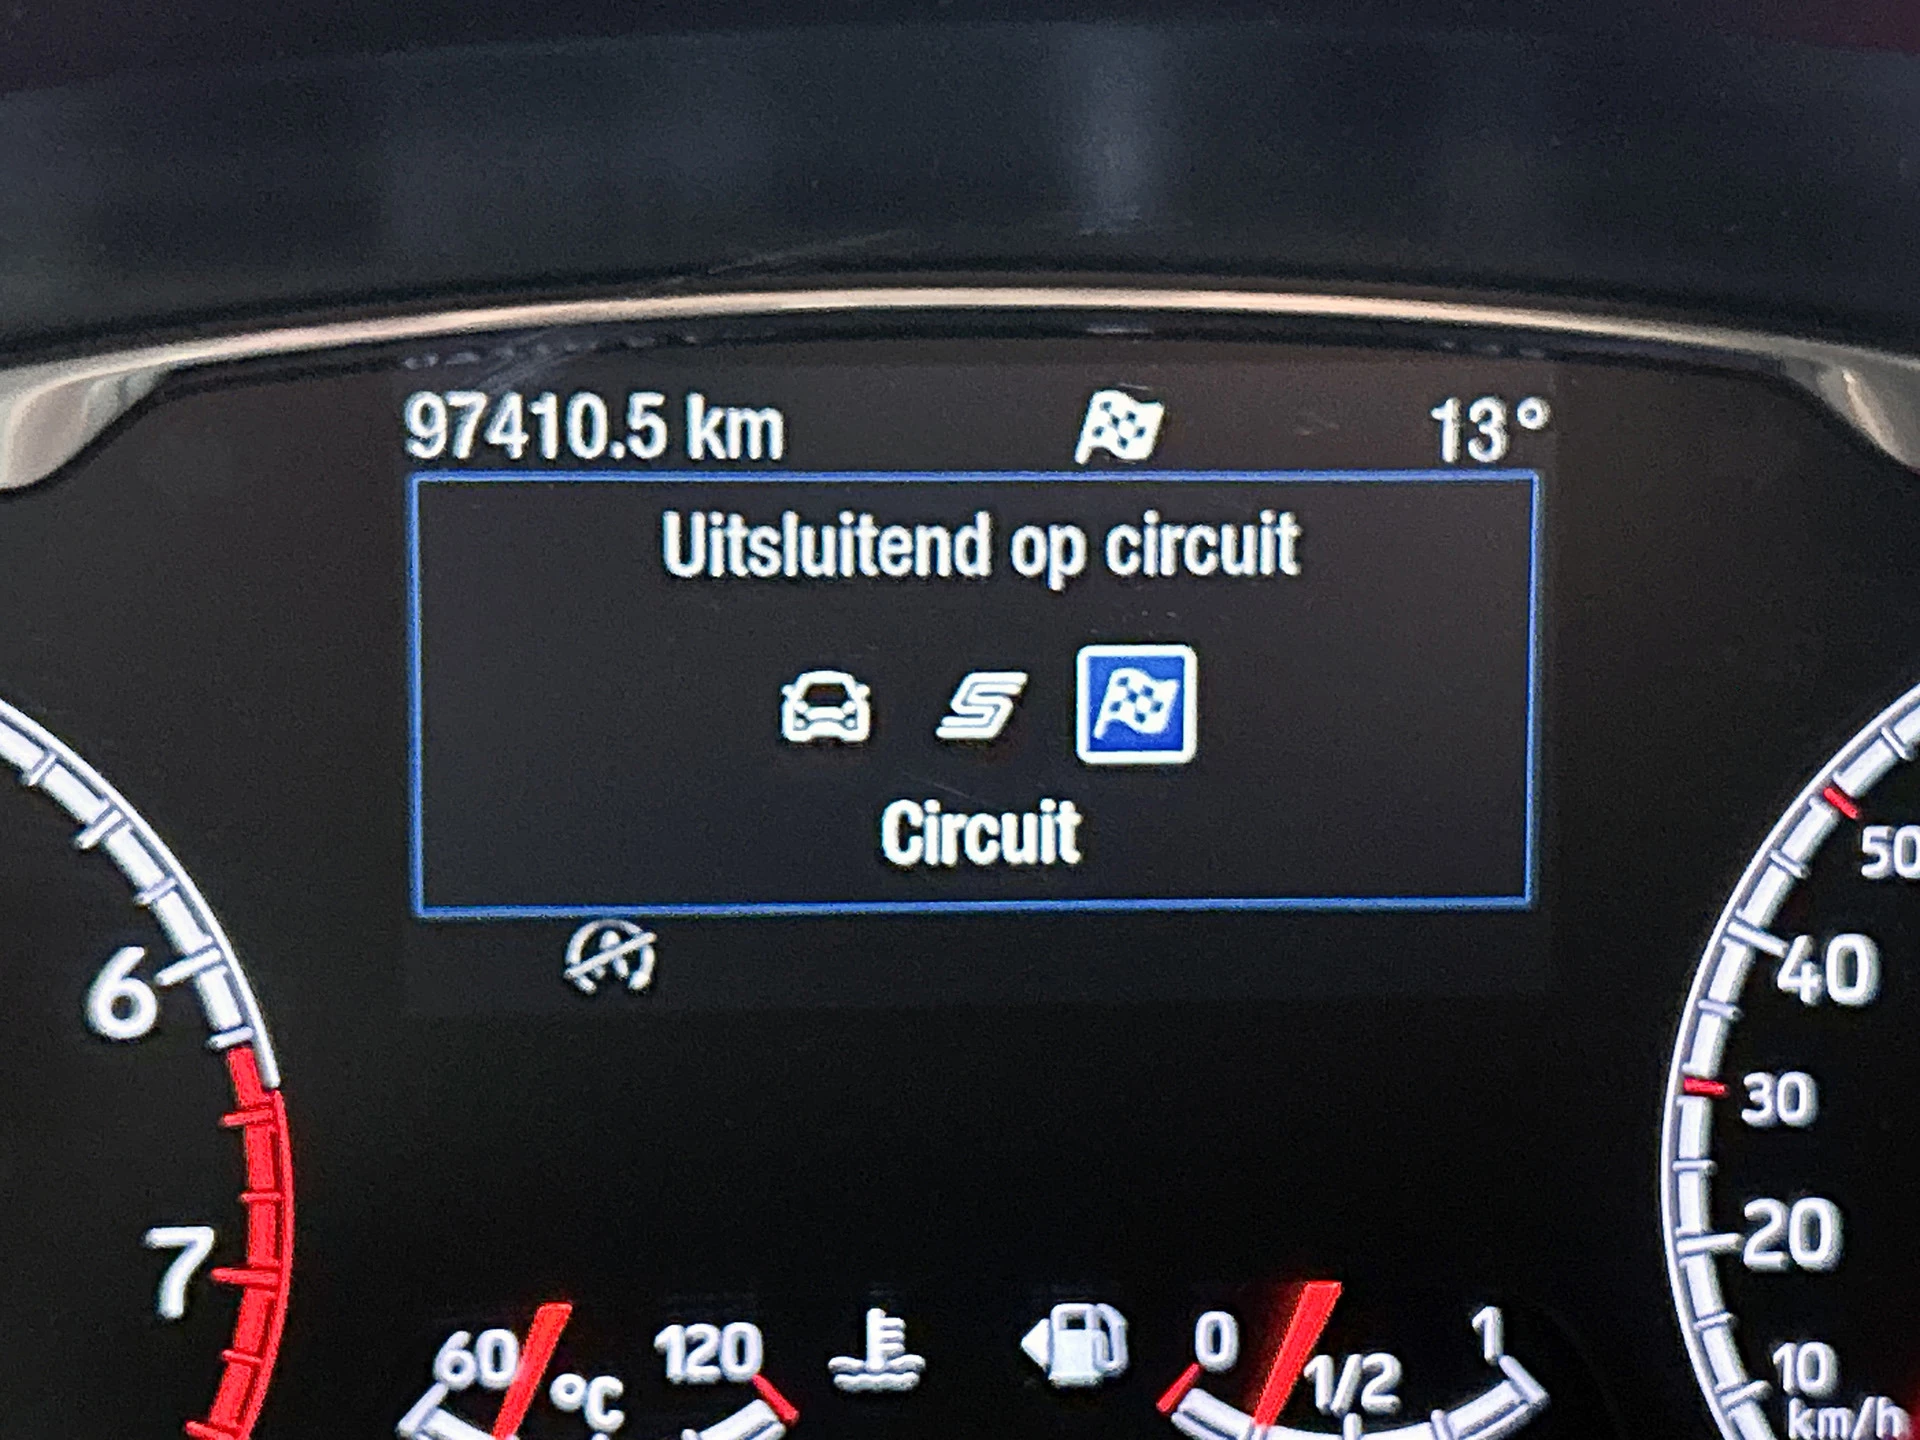 97410.5 km 13°
Uitsluitend op circuit
S
Circuit
50
6
40
30
7
20
60 °C 120
0 1/2 1
10
km/h